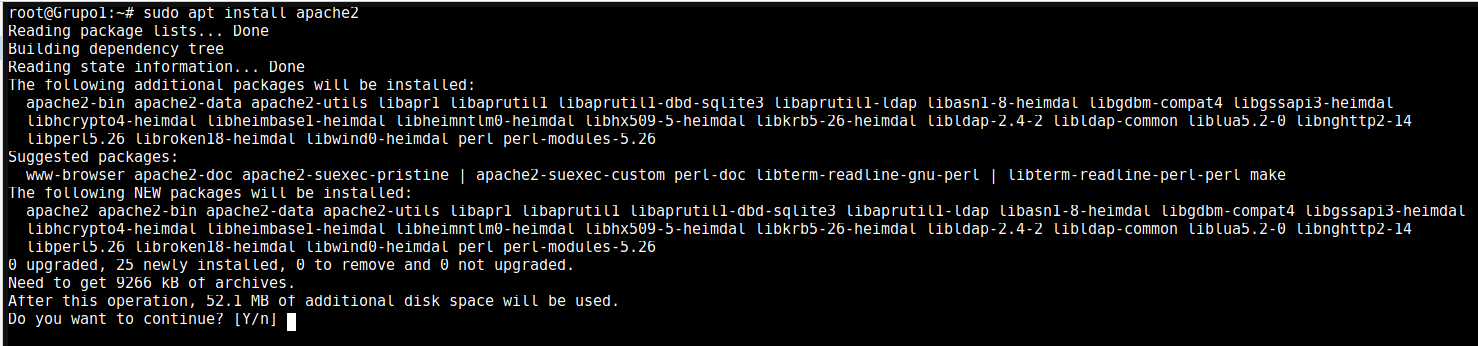 root@Grupo1:~# sudo apt install apache2
Reading package lists... Done
Building dependency tree
Reading state information... Done
The following additional packages will be installed:
  apache2-bin apache2-data apache2-utils libapr1 libaprutil1 libaprutil1-dbd-sqlite3 libaprutil1-ldap libasn1-8-heimdal libgdbm-compat4 libgssapi3-heimdal
  libhcrypto4-heimdal libheimbase1-heimdal libheimntlm0-heimdal libhx509-5-heimdal libkrb5-26-heimdal libldap-2.4-2 libldap-common liblua5.2-0 libnghttp2-14
  libperl5.26 libroken18-heimdal libwind0-heimdal perl perl-modules-5.26
Suggested packages:
  www-browser apache2-doc apache2-suexec-pristine | apache2-suexec-custom perl-doc libterm-readline-gnu-perl | libterm-readline-perl-perl make
The following NEW packages will be installed:
  apache2 apache2-bin apache2-data apache2-utils libapr1 libaprutil1 libaprutil1-dbd-sqlite3 libaprutil1-ldap libasn1-8-heimdal libgdbm-compat4 libgssapi3-heimdal
  libhcrypto4-heimdal libheimbase1-heimdal libheimntlm0-heimdal libhx509-5-heimdal libkrb5-26-heimdal libldap-2.4-2 libldap-common liblua5.2-0 libnghttp2-14
  libperl5.26 libroken18-heimdal libwind0-heimdal perl perl-modules-5.26
0 upgraded, 25 newly installed, 0 to remove and 0 not upgraded.
Need to get 9266 kB of archives.
After this operation, 52.1 MB of additional disk space will be used.
Do you want to continue? [Y/n]